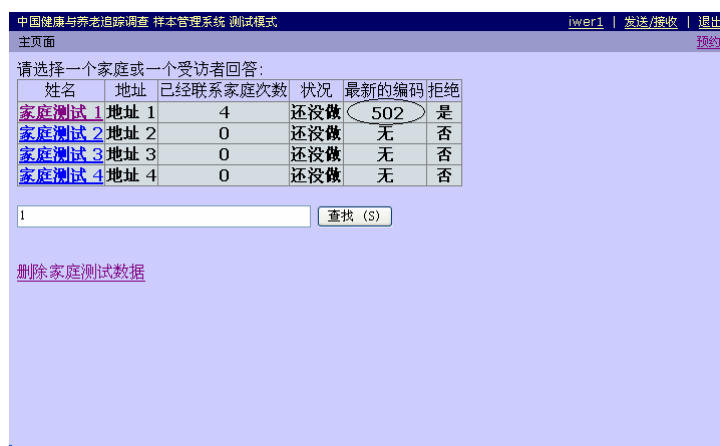 中国健康与养老追踪调查 样本管理系统 测试模式 iwer1 | 发送/接收 | 退出
主页面 预约
请选择一个家庭或一个受访者回答:
姓名 地址 已经联系家庭次数 状况 最新的编码 拒绝
家庭测试 1 地址 1 4 还没做 502 是
家庭测试 2 地址 2 0 还没做 无 否
家庭测试 3 地址 3 0 还没做 无 否
家庭测试 4 地址 4 0 还没做 无 否
1 查找 (S)
删除家庭测试数据